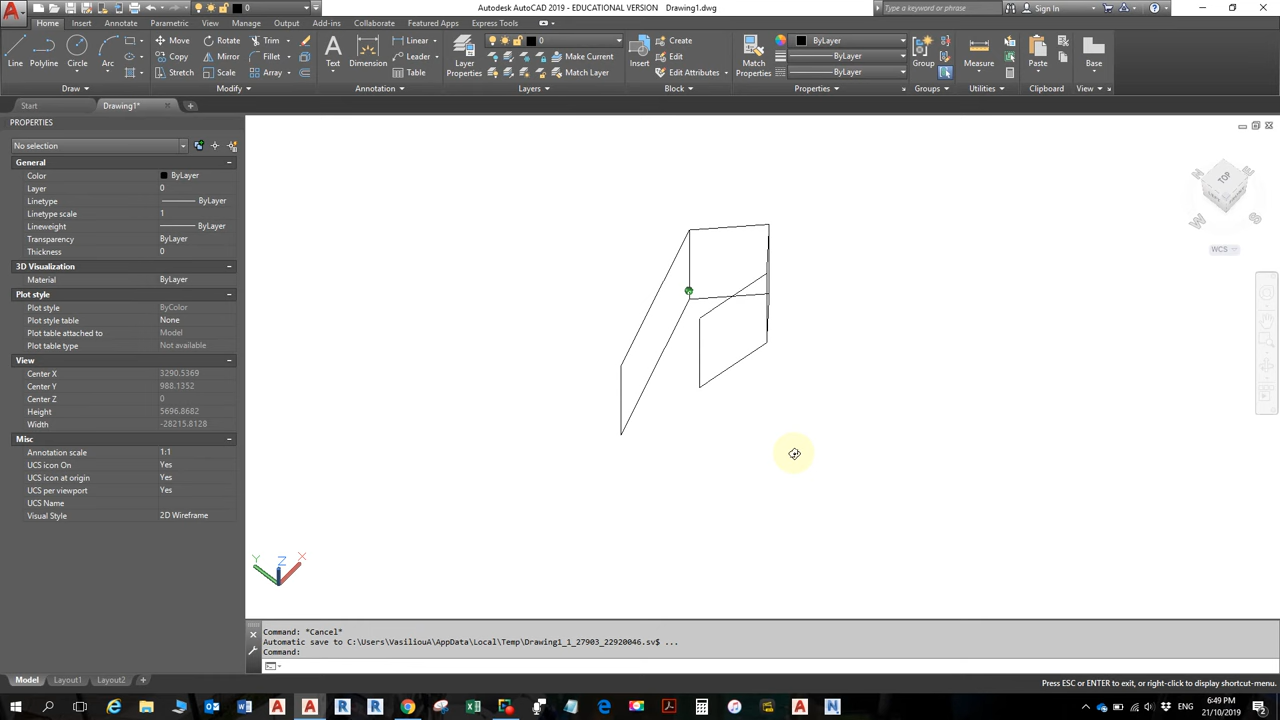 Autodesk AutoCAD 2019 - EDUCATIONAL VERSION Drawing1.dwg
Type a keyword or phrase
Sign In
Home Insert Annotate Parametric View Manage Output Add-ins Collaborate Featured Apps Express Tools
Line Polyline Circle Arc
Move Rotate Trim
Copy Mirror Fillet
Stretch Scale Array
Text Dimension
Linear
Leader
Table
Layer Properties
0
Make Current
Match Layer
Insert
Create
Edit
Edit Attributes
Match Properties
ByLayer
ByLayer
ByLayer
Group
Measure
Paste
Base
Draw Modify Annotation Layers Block Properties Groups Utilities Clipboard View
Start Drawing1*
PROPERTIES
No selection
General
Color ByLayer
Layer 0
Linetype ByLayer
Linetype scale 1
Lineweight ByLayer
Transparency ByLayer
Thickness 0
3D Visualization
Material ByLayer
Plot style
Plot style ByColor
Plot style table None
Plot table attached to Model
Plot table type Not available
View
Center X 3290.5369
Center Y 988.1352
Center Z 0
Height 5696.8682
Width -28215.8128
Misc
Annotation scale 1:1
UCS icon On Yes
UCS icon at origin Yes
UCS per viewport Yes
UCS Name
Visual Style 2D Wireframe
TOP
N E
W S
WCS
Y Z X
Command: *Cancel*
Automatic save to C:\Users\VasiliouA\AppData\Local\Temp\Drawing1_1_27903_22920046.sv$ ...
Command:
Model Layout1 Layout2 +
Press ESC or ENTER to exit, or right-click to display shortcut-menu.
ENG
6:49 PM
21/10/2019